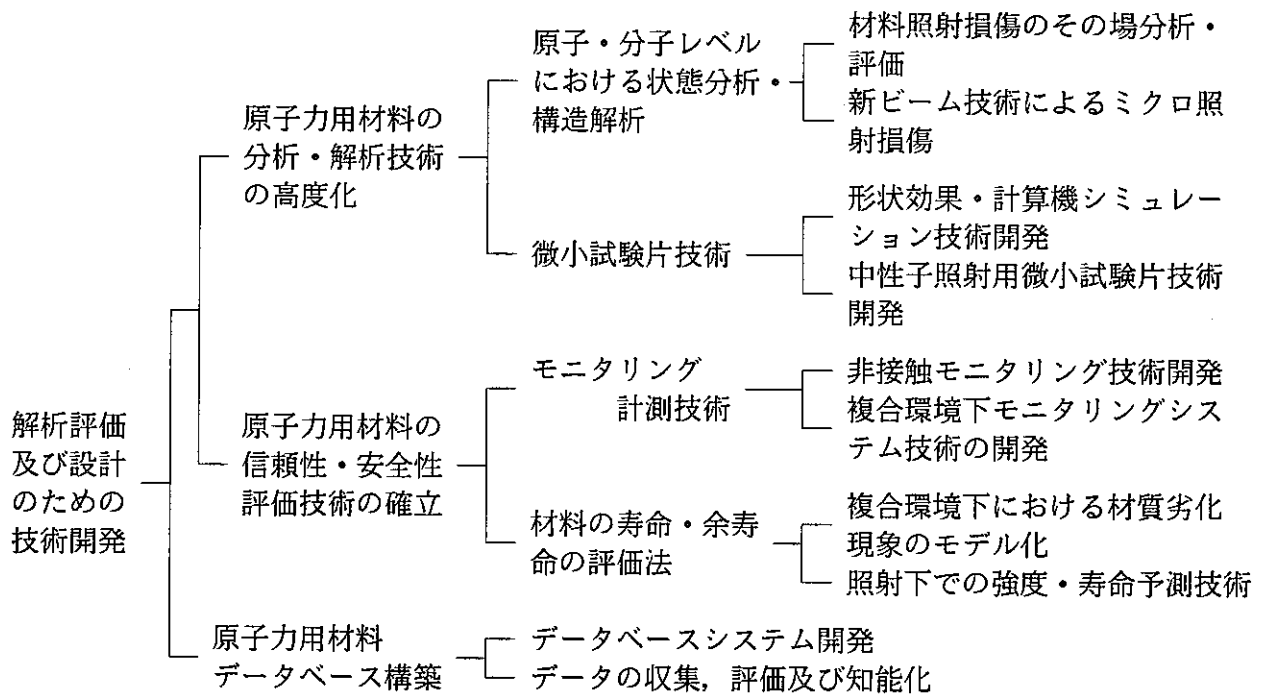 解析評価
及び設計
のための
技術開発
原子力用材料の
分析・解析技術
の高度化
原子・分子レベル
における状態分析・
構造解析
材料照射損傷のその場分析・
評価
新ビーム技術によるミクロ照
射損傷
微小試験片技術
形状効果・計算機シミュレー
ション技術開発
中性子照射用微小試験片技術
開発
原子力用材料の
信頼性・安全性
評価技術の確立
モニタリング
計測技術
非接触モニタリング技術開発
複合環境下モニタリングシス
テム技術の開発
材料の寿命・余寿
命の評価法
複合環境下における材質劣化
現象のモデル化
照射下での強度・寿命予測技術
原子力用材料
データベース構築
データベースシステム開発
データの収集，評価及び知能化